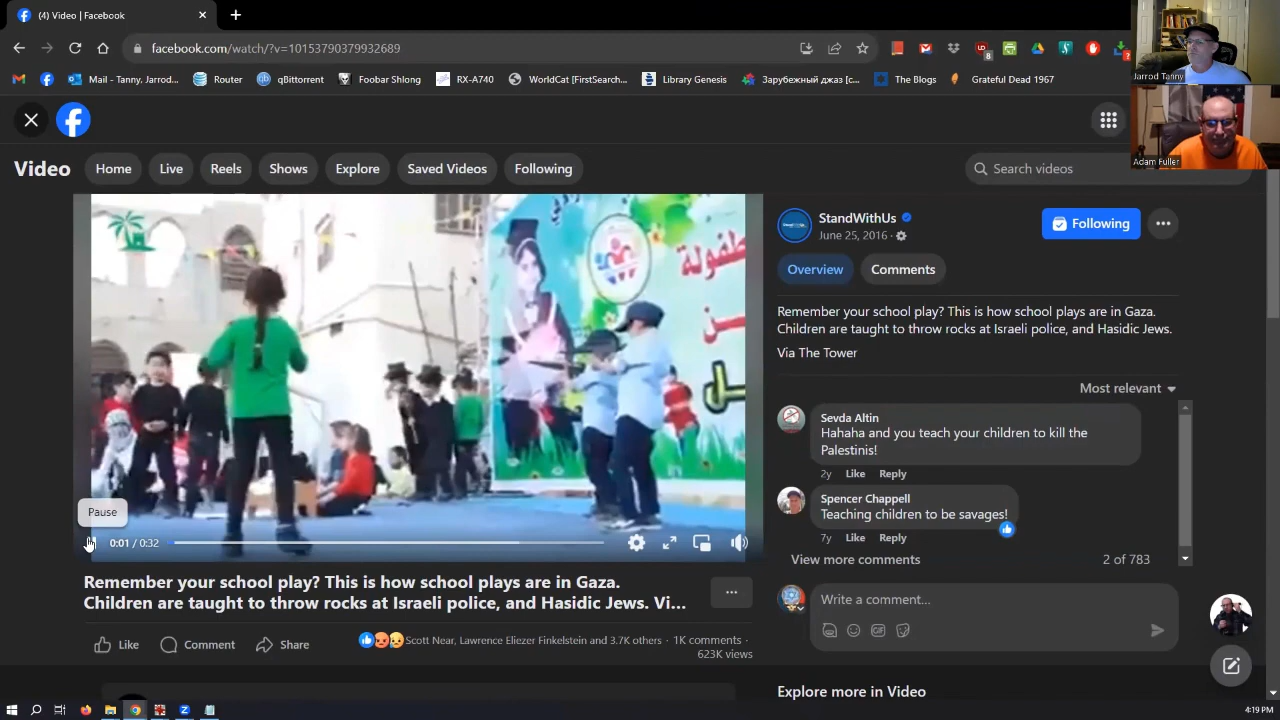 (4) Video | Facebook
facebook.com/watch/?v=10153790379932689
Mail - Tanny, Jarrod...
Router
qBittorrent
Foobar Shlong
RX-A740
WorldCat [FirstSearch...
Library Genesis
Зарубежный джаз [с...
The Blogs
Grateful Dead 1967
Jarrod Tanny
Adam Fuller
Video
Home
Live
Reels
Shows
Explore
Saved Videos
Following
Search videos
StandWithUs
June 25, 2016
Following
Overview
Comments
Remember your school play? This is how school plays are in Gaza.
Children are taught to throw rocks at Israeli police, and Hasidic Jews.
Via The Tower
Most relevant
Sevda Altin
Hahaha and you teach your children to kill the
Palestinis!
2y Like Reply
Spencer Chappell
Teaching children to be savages!
7y Like Reply
View more comments
2 of 783
Write a comment...
GIF
Explore more in Video
Pause
0:01 / 0:32
Remember your school play? This is how school plays are in Gaza.
Children are taught to throw rocks at Israeli police, and Hasidic Jews. Vi...
Like
Comment
Share
Scott Near, Lawrence Eliezer Finkelstein and 3.7K others
1K comments
623K views
4:19 PM